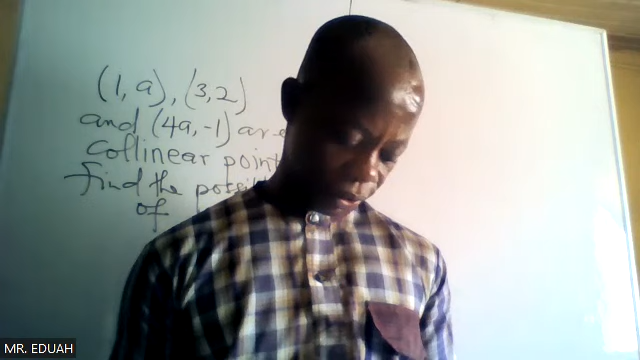 (1, a), (3, 2)
and (4a, -1) are
Collinear point
find the
of
MR. EDUAH